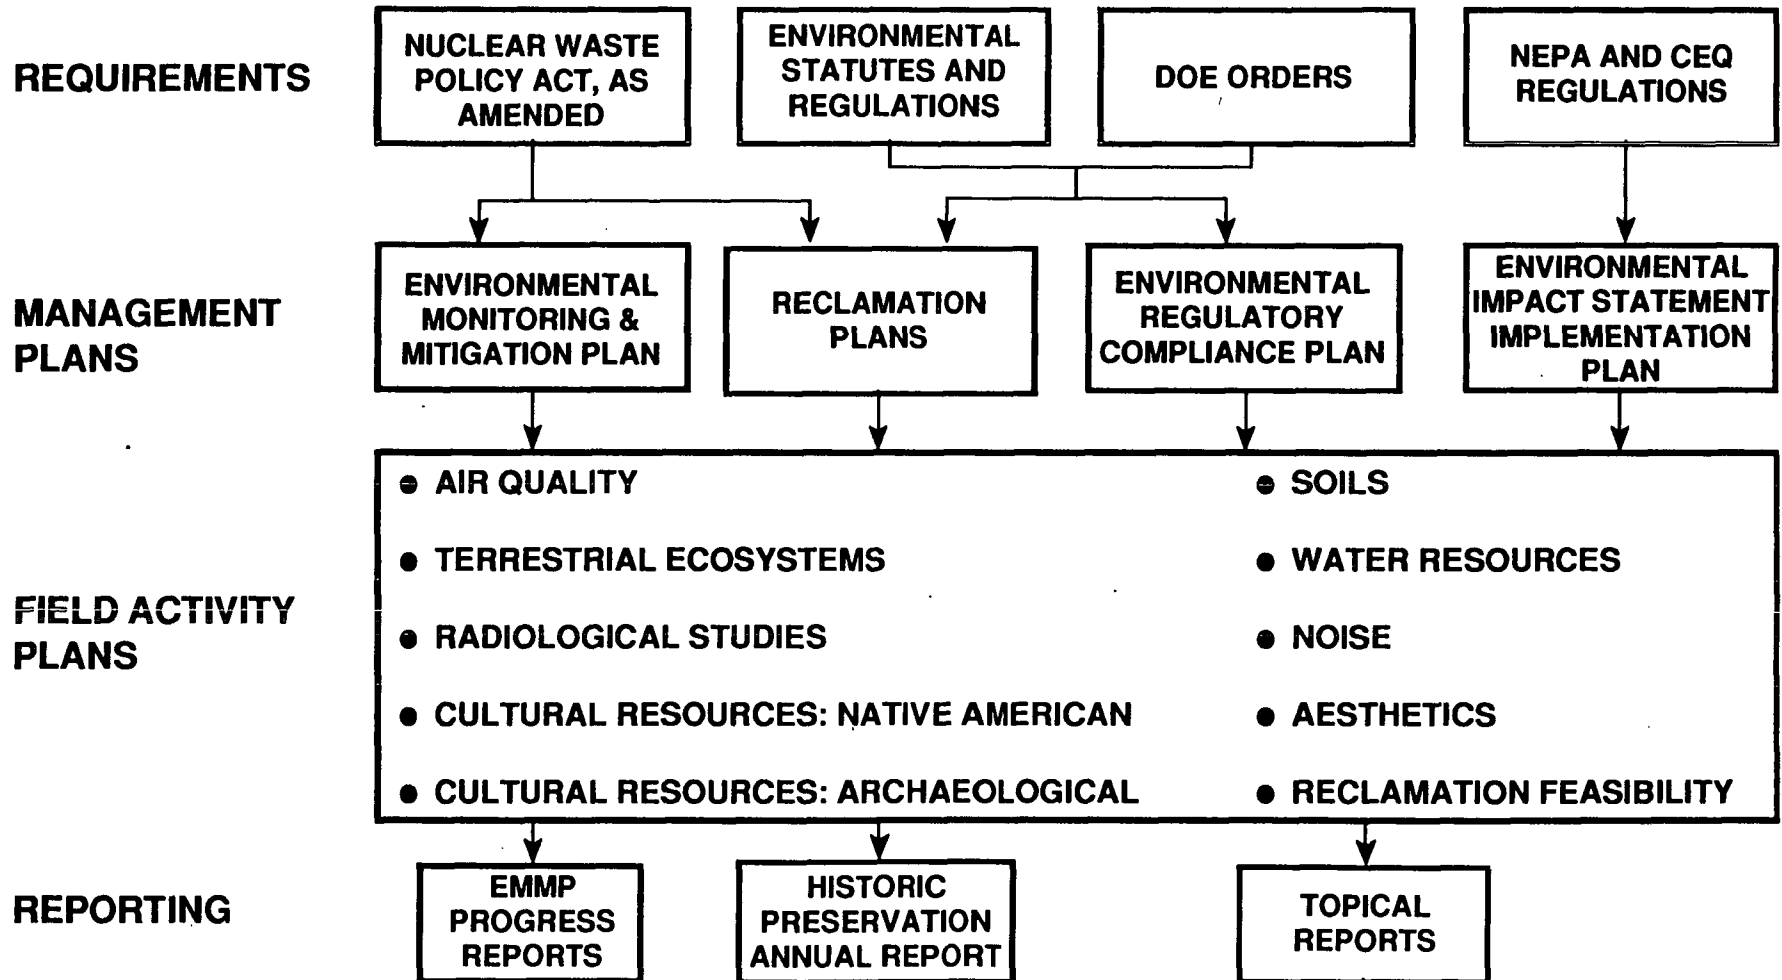 REQUIREMENTS
NUCLEAR WASTE
POLICY ACT, AS
AMENDED
ENVIRONMENTAL
STATUTES AND
REGULATIONS
DOE ORDERS
NEPA AND CEQ
REGULATIONS
MANAGEMENT
PLANS
ENVIRONMENTAL
MONITORING &
MITIGATION PLAN
RECLAMATION
PLANS
ENVIRONMENTAL
REGULATORY
COMPLIANCE PLAN
ENVIRONMENTAL
IMPACT STATEMENT
IMPLEMENTATION
PLAN
FIELD ACTIVITY
PLANS
● AIR QUALITY
● TERRESTRIAL ECOSYSTEMS
● RADIOLOGICAL STUDIES
● CULTURAL RESOURCES: NATIVE AMERICAN
● CULTURAL RESOURCES: ARCHAEOLOGICAL
● SOILS
● WATER RESOURCES
● NOISE
● AESTHETICS
● RECLAMATION FEASIBILITY
REPORTING
EMMP
PROGRESS
REPORTS
HISTORIC
PRESERVATION
ANNUAL REPORT
TOPICAL
REPORTS